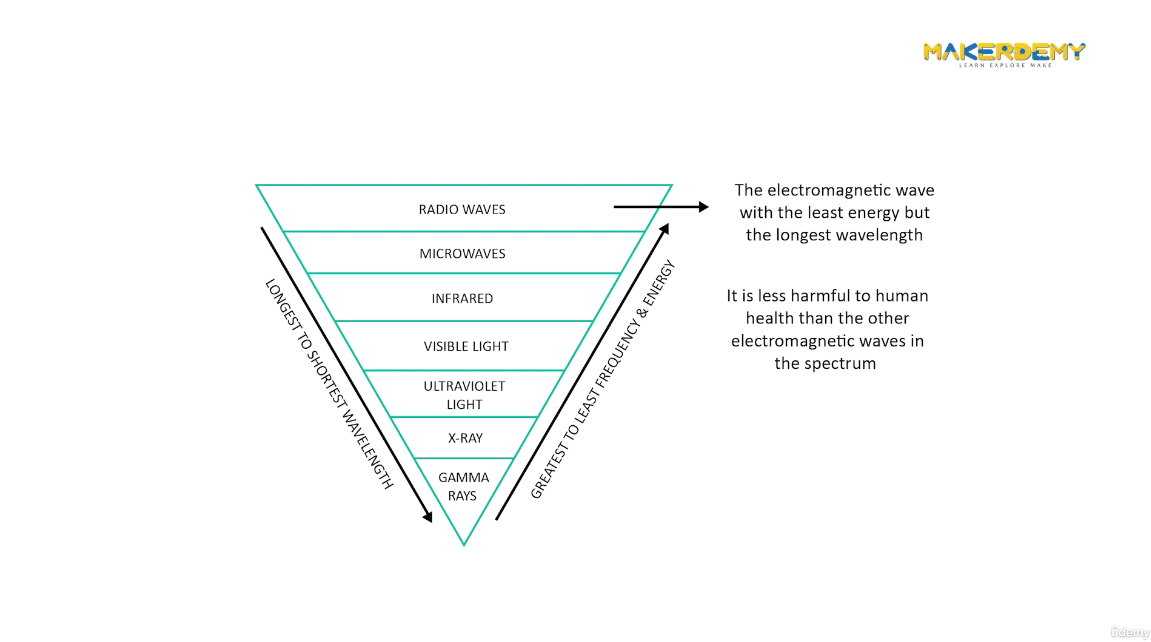 MAKERDEMY
LEARN EXPLORE MAKE
RADIO WAVES
The electromagnetic wave
with the least energy but
the longest wavelength
MICROWAVES
INFRARED
It is less harmful to human
health than the other
electromagnetic waves in
the spectrum
VISIBLE LIGHT
ULTRAVIOLET
LIGHT
X-RAY
GAMMA
RAYS
LONGEST TO SHORTEST WAVELENGTH
GREATEST TO LEAST FREQUENCY & ENERGY
Udemy